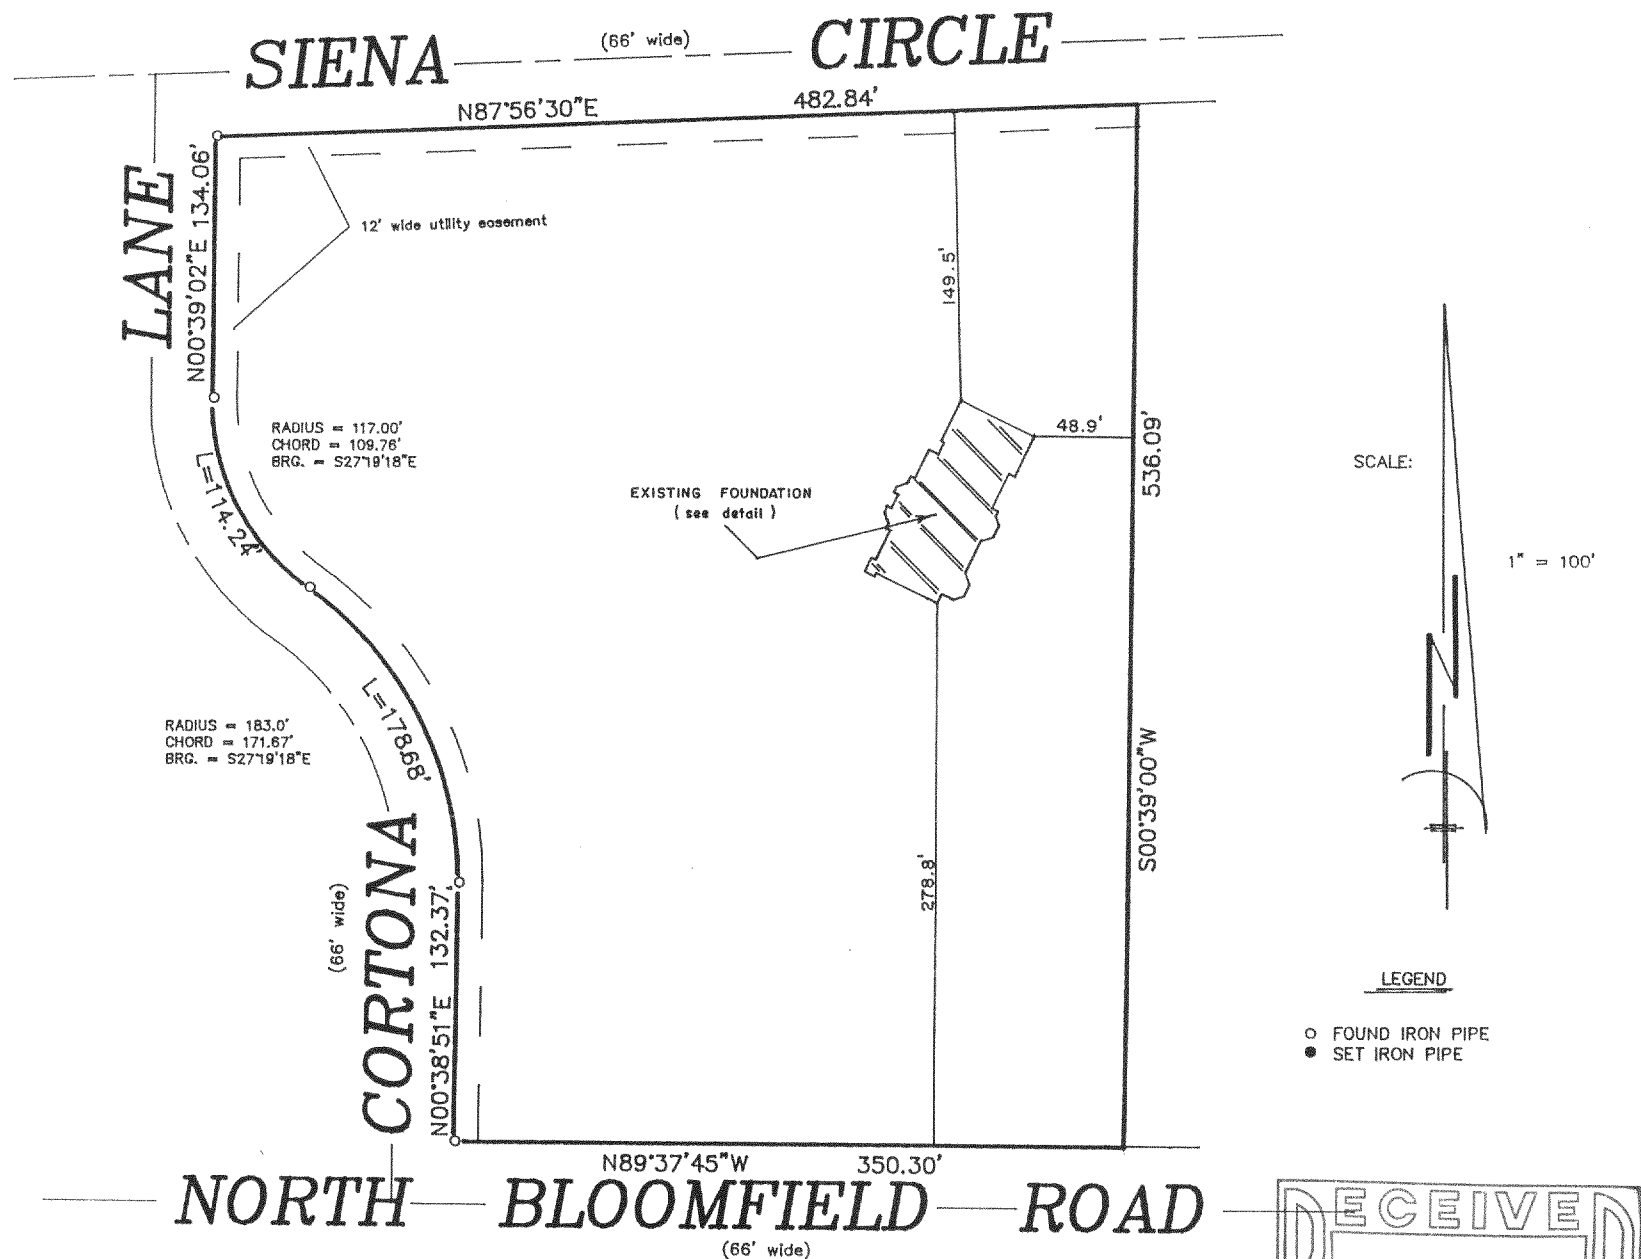 SIENA (66' wide) CIRCLE
N87°56'30"E 482.84'
LANE
N00°39'02"E 134.06'
12' wide utility easement
149.5'
RADIUS = 117.00'
CHORD = 109.76'
BRG. = S27°19'18"E
L=114.24'
48.9'
536.09'
S00°39'00"W
EXISTING FOUNDATION
( see detail )
SCALE:
1" = 100'
N
L=178.68'
RADIUS = 183.0'
CHORD = 171.67'
BRG. = S27°19'18"E
278.8'
CORTONA
(66' wide)
N00°38'51"E 132.37'
LEGEND
FOUND IRON PIPE
SET IRON PIPE
N89°37'45"W 350.30'
NORTH BLOOMFIELD ROAD
(66' wide)
RECEIVED